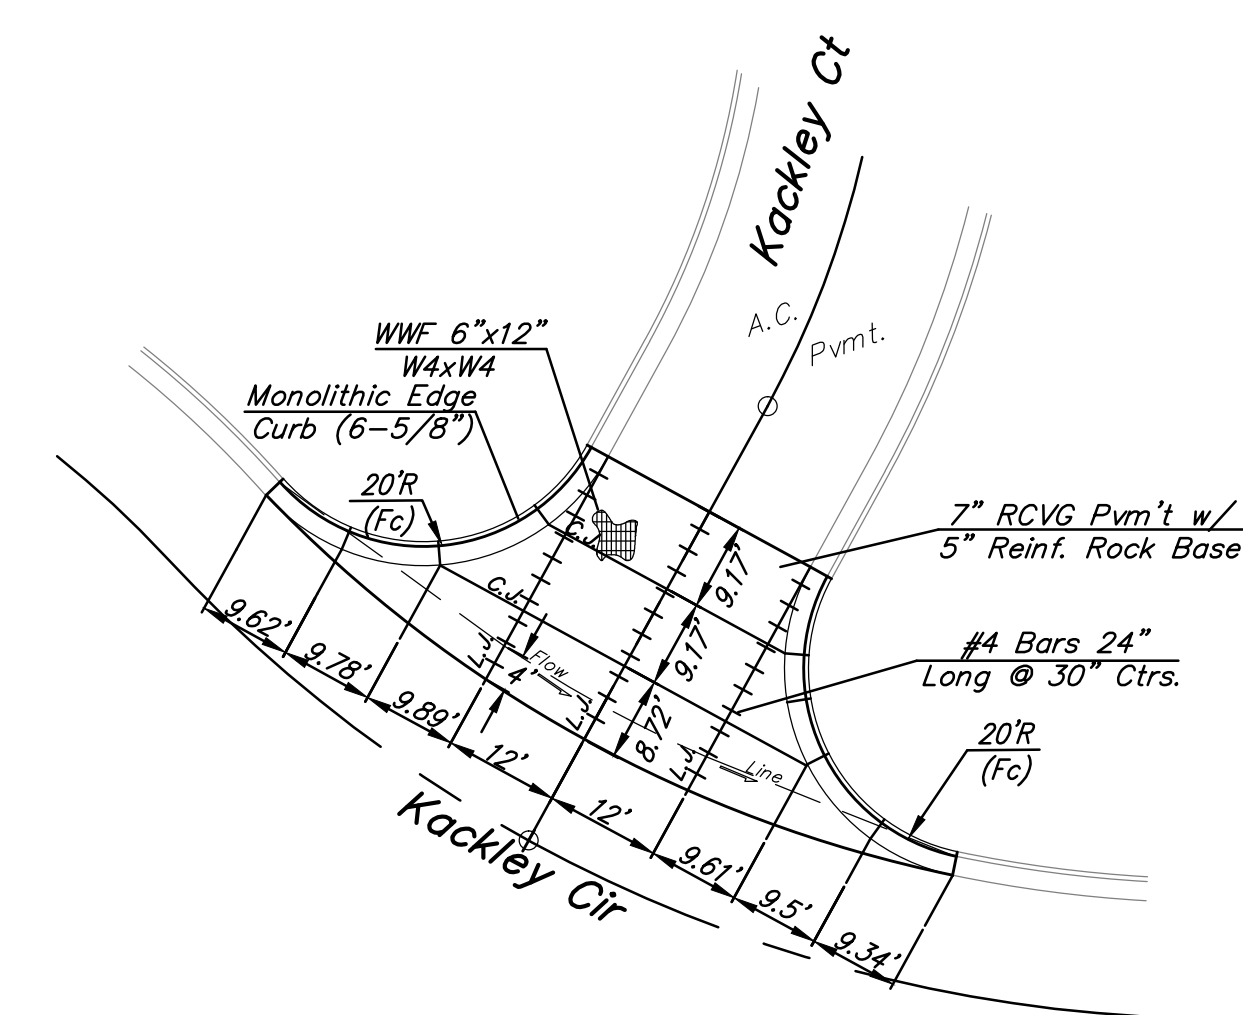 Kackley Ct
A.C.
Pvmt.
WWF 6"x12"
W4xW4
Monolithic Edge
Curb (6-5/8")
20'R
(Fc)
7" RCVG Pvm't w/
5" Reinf. Rock Base
#4 Bars 24"
Long @ 30" Ctrs.
20'R
(Fc)
C.J.
C.J.
L.J.
L.J.
L.J.
9.17'
9.17'
8.72'
4'
Flow
Line
9.62'
9.78'
9.89'
12'
12'
9.61'
9.5'
9.34'
Kackley Cir